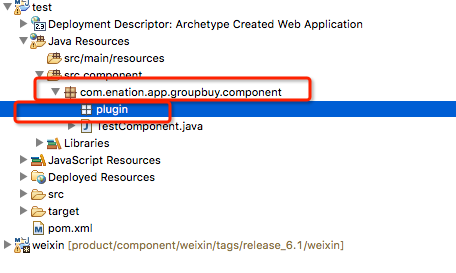 test
Deployment Descriptor: Archetype Created Web Application
Java Resources
src/main/resources
src.component
com.enation.app.groupbuy.component
plugin
TestComponent.java
Libraries
JavaScript Resources
Deployed Resources
src
target
pom.xml
weixin [product/component/weixin/tags/release_6.1/weixin]